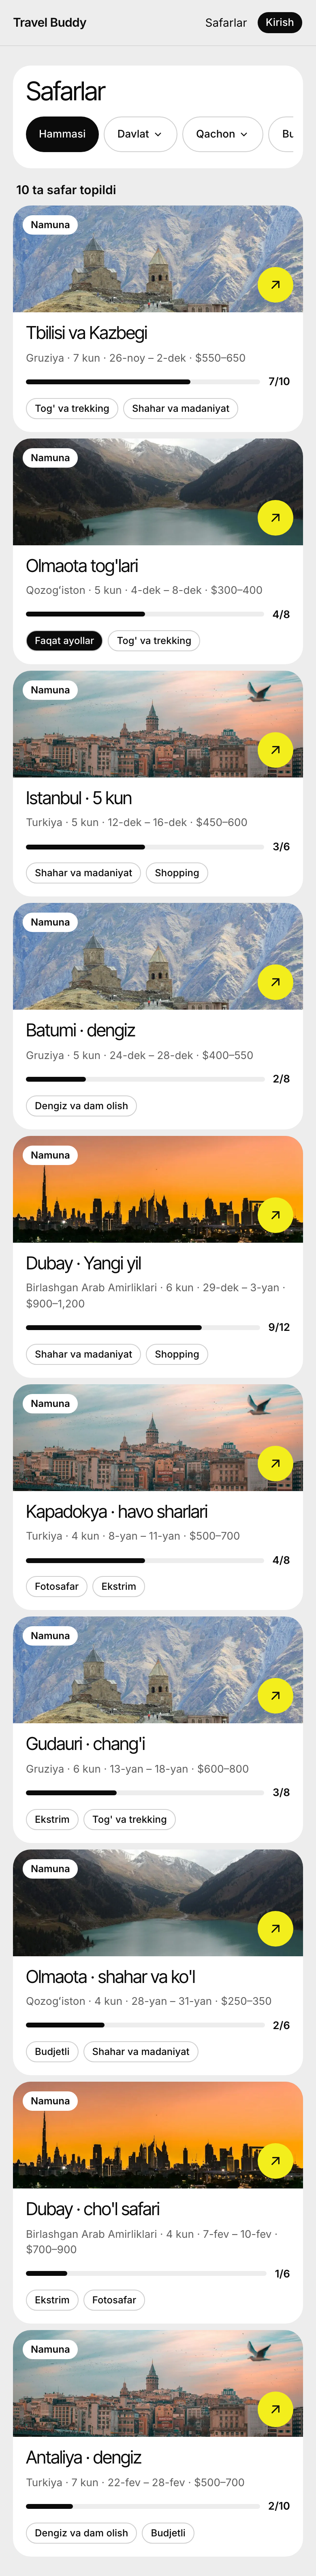 Travel Buddy
Safarlar
Kirish
Safarlar
Hammasi
Davlat
Qachon
10 ta safar topildi
Namuna
Tbilisi va Kazbegi
Gruziya · 7 kun · 26-noy – 2-dek · $550–650
7/10
Tog' va trekking
Shahar va madaniyat
Namuna
Olmaota tog'lari
Qozog'iston · 5 kun · 4-dek – 8-dek · $300–400
4/8
Faqat ayollar
Tog' va trekking
Namuna
Istanbul · 5 kun
Turkiya · 5 kun · 12-dek – 16-dek · $450–600
3/6
Shahar va madaniyat
Shopping
Namuna
Batumi · dengiz
Gruziya · 5 kun · 24-dek – 28-dek · $400–550
2/8
Dengiz va dam olish
Namuna
Dubay · Yangi yil
Birlashgan Arab Amirliklari · 6 kun · 29-dek – 3-yan ·
$900–1,200
9/12
Shahar va madaniyat
Shopping
Namuna
Kapadokya · havo sharlari
Turkiya · 4 kun · 8-yan – 11-yan · $500–700
4/8
Fotosafar
Ekstrim
Namuna
Gudauri · chang'i
Gruziya · 6 kun · 13-yan – 18-yan · $600–800
3/8
Ekstrim
Tog' va trekking
Namuna
Olmaota · shahar va ko'l
Qozog'iston · 4 kun · 28-yan – 31-yan · $250–350
2/6
Budjetli
Shahar va madaniyat
Namuna
Dubay · cho'l safari
Birlashgan Arab Amirliklari · 4 kun · 7-fev – 10-fev ·
$700–900
1/6
Ekstrim
Fotosafar
Namuna
Antaliya · dengiz
Turkiya · 7 kun · 22-fev – 28-fev · $500–700
2/10
Dengiz va dam olish
Budjetli